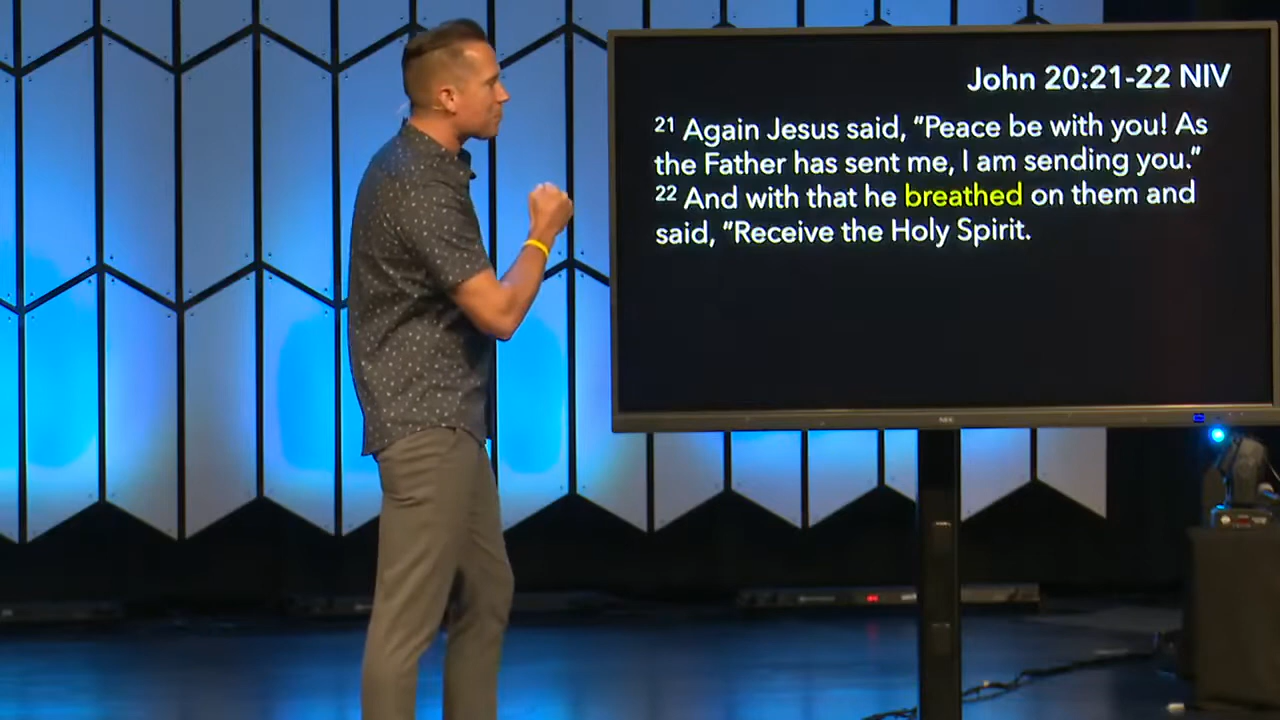 John 20:21-22 NIV
²¹ Again Jesus said, ”Peace be with you! As
the Father has sent me, I am sending you.”
²² And with that he breathed on them and
said, ”Receive the Holy Spirit.
NEC